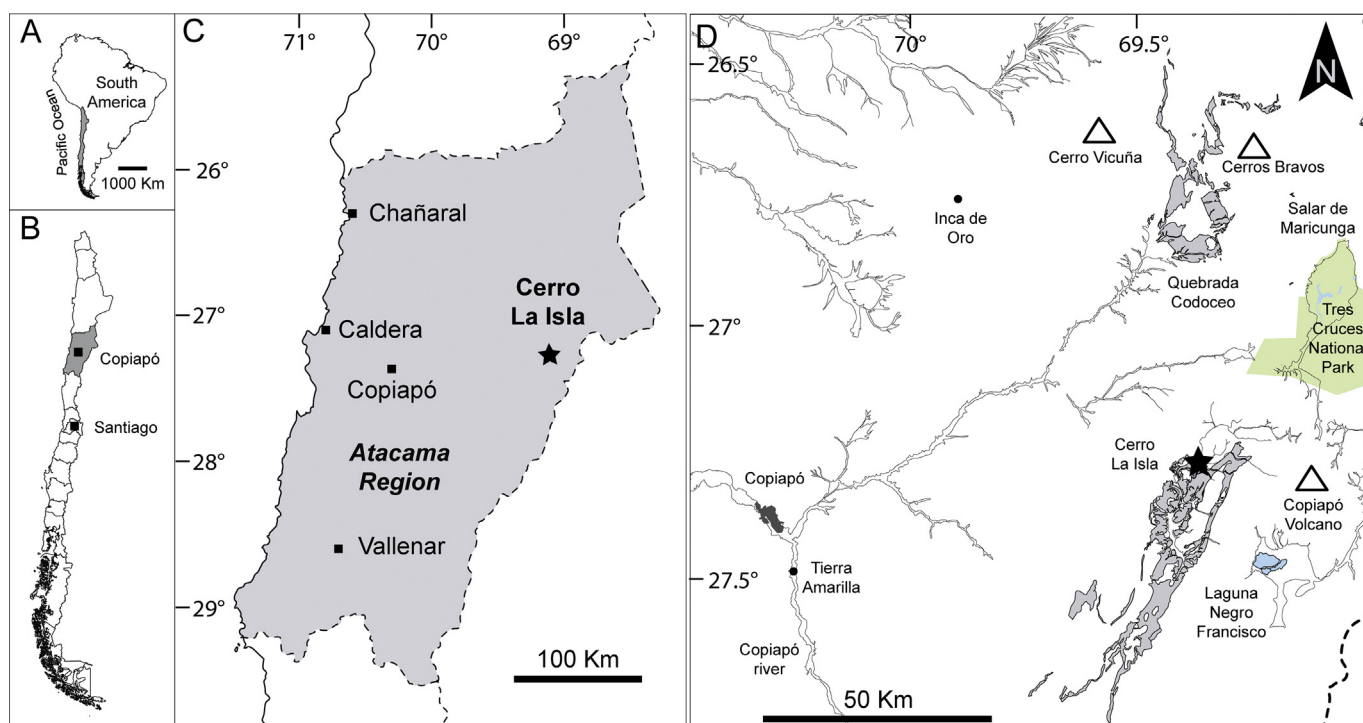 A
South
America
Pacific Ocean
1000 Km
B
Copiapó
Santiago
C
71°
70°
69°
26°
27°
28°
29°
Chañaral
Cerro
La Isla
Caldera
Copiapó
Atacama
Region
Vallenar
100 Km
D
70°
69.5°
26.5°
27°
27.5°
N
Cerro Vicuña
Cerros Bravos
Inca de
Oro
Salar de
Maricunga
Quebrada
Codoceo
Tres
Cruces
National
Park
Cerro
La Isla
Copiapó
Copiapó
Volcano
Tierra
Amarilla
Laguna
Negro
Francisco
Copiapó
river
50 Km